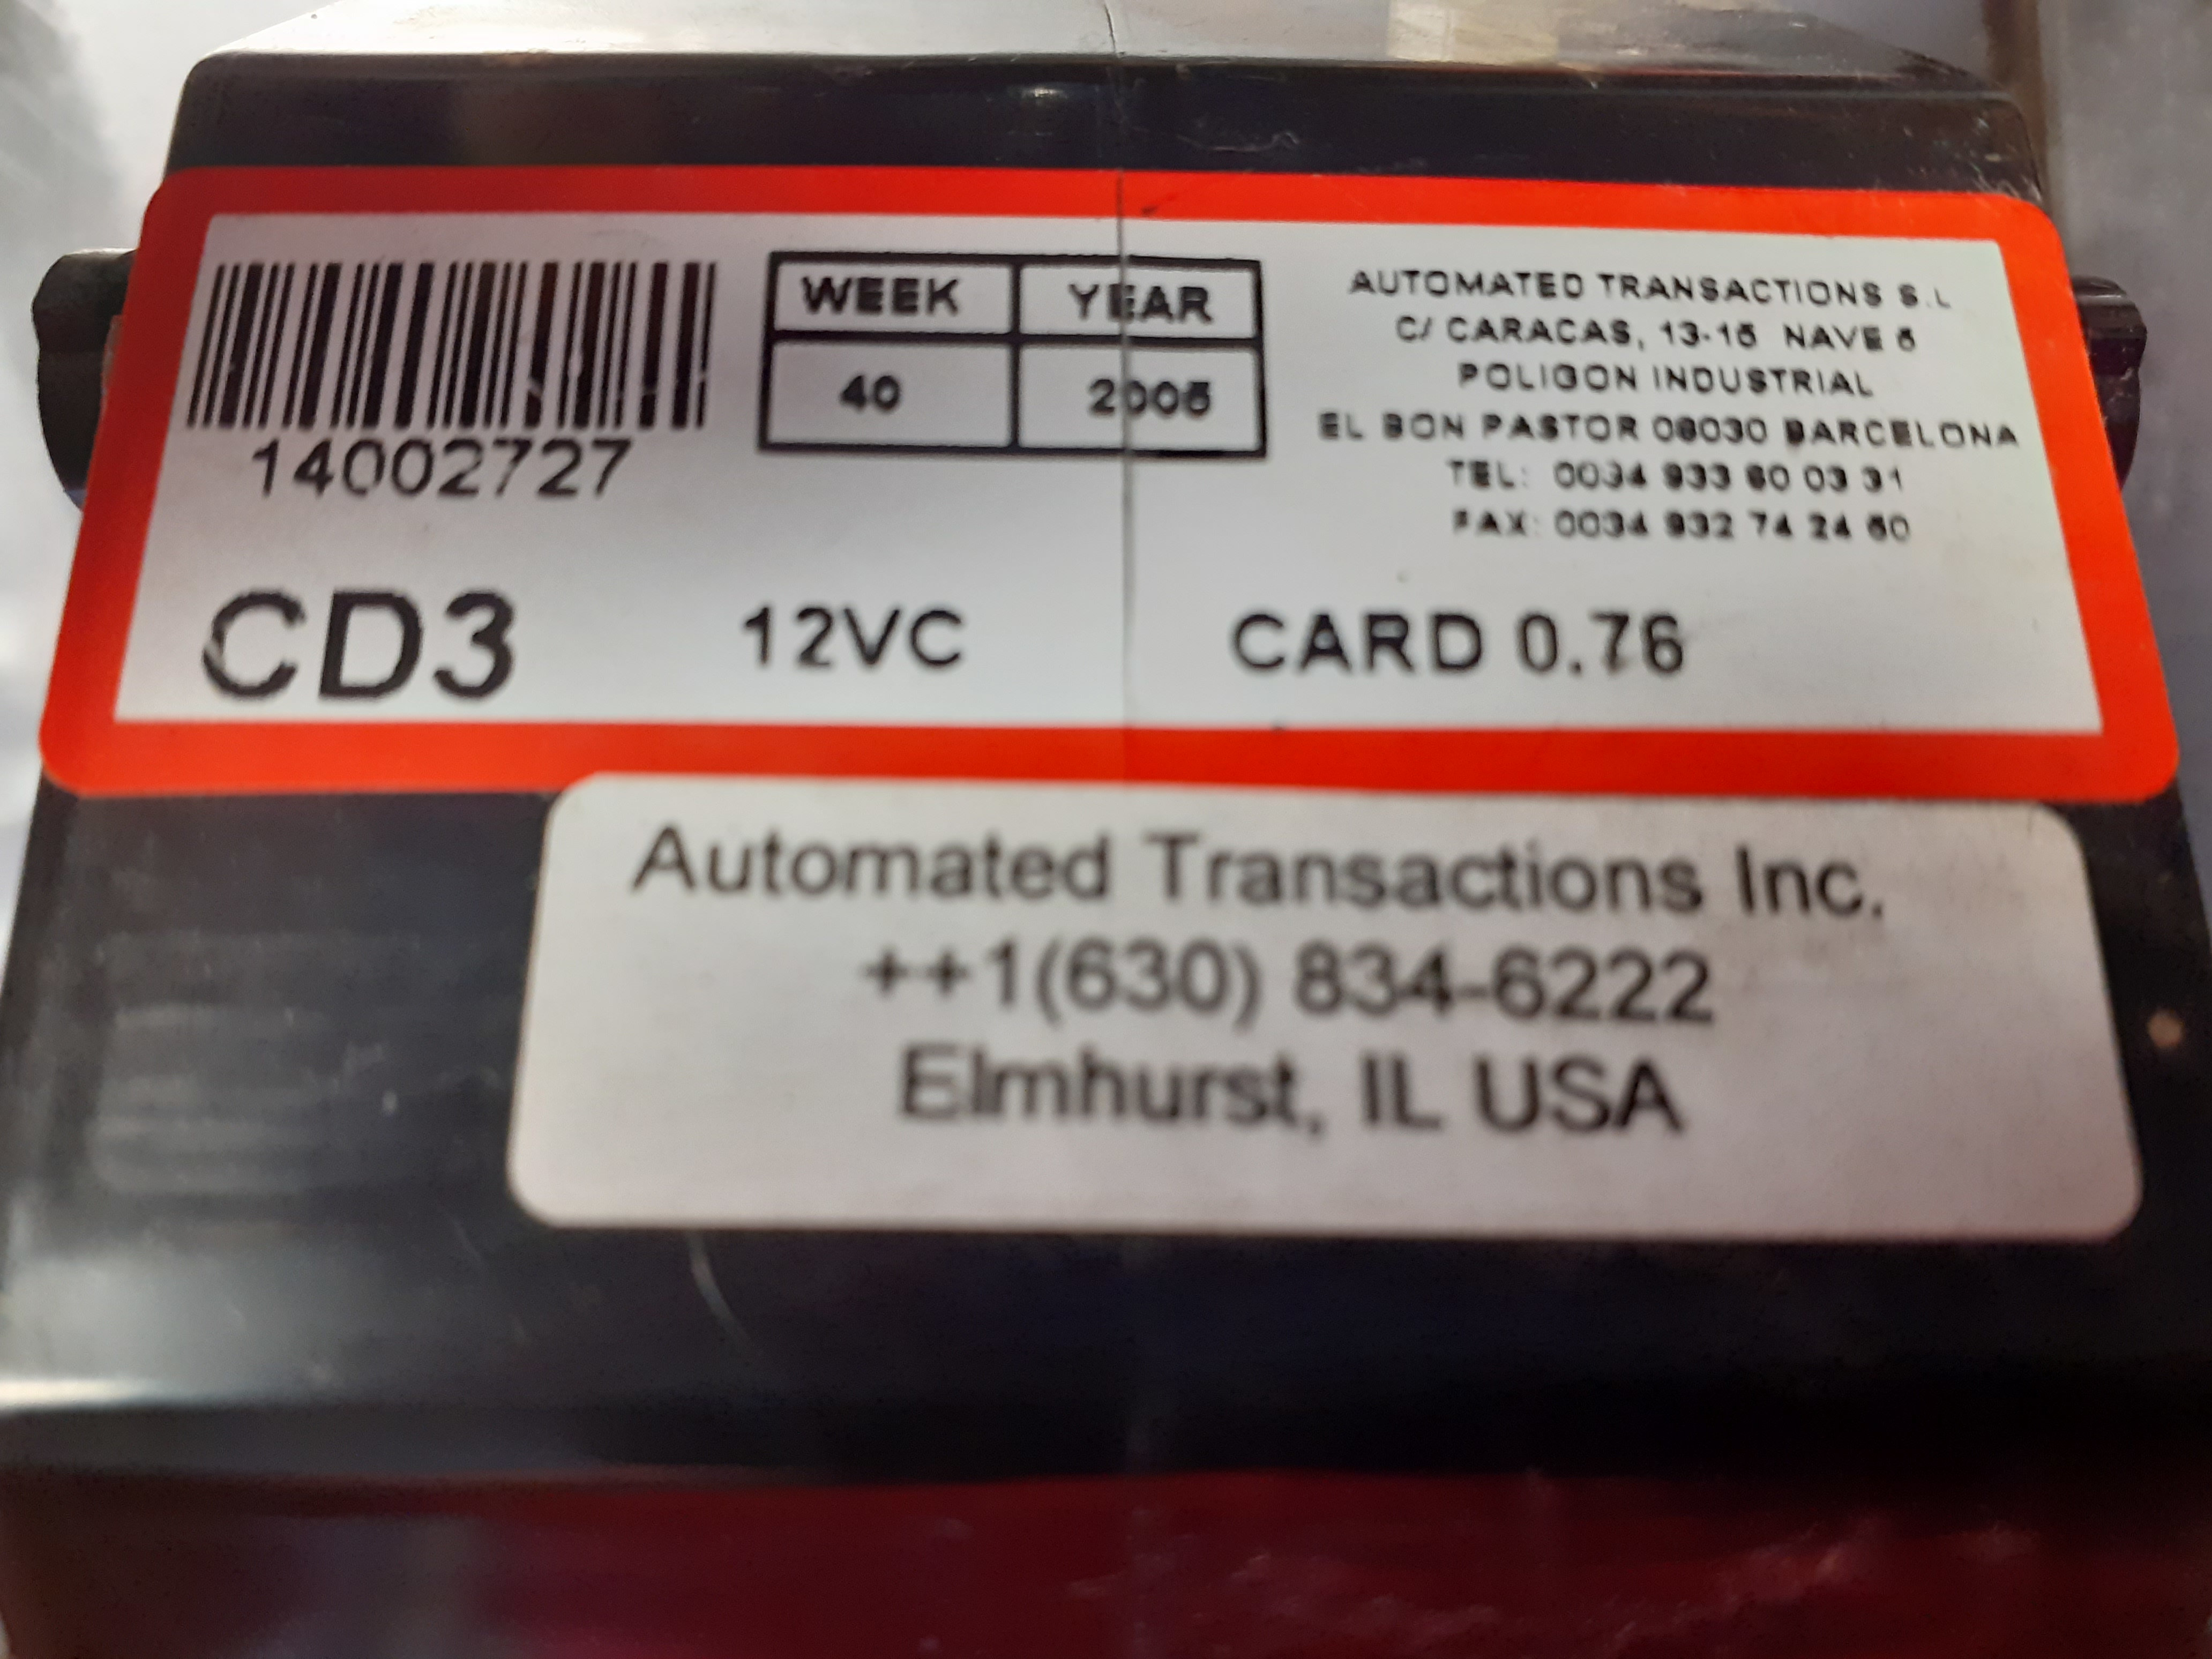 14002727
WEEK YEAR
40 2005
AUTOMATED TRANSACTIONS S.L
C/ CARACAS, 13-15 NAVE 5
POLIGON INDUSTRIAL
EL BON PASTOR 08030 BARCELONA
TEL: 0034 933 60 03 31
FAX: 0034 932 74 24 60
CD3 12VC CARD 0.76
Automated Transactions Inc.
++1(630) 834-6222
Elmhurst, IL USA